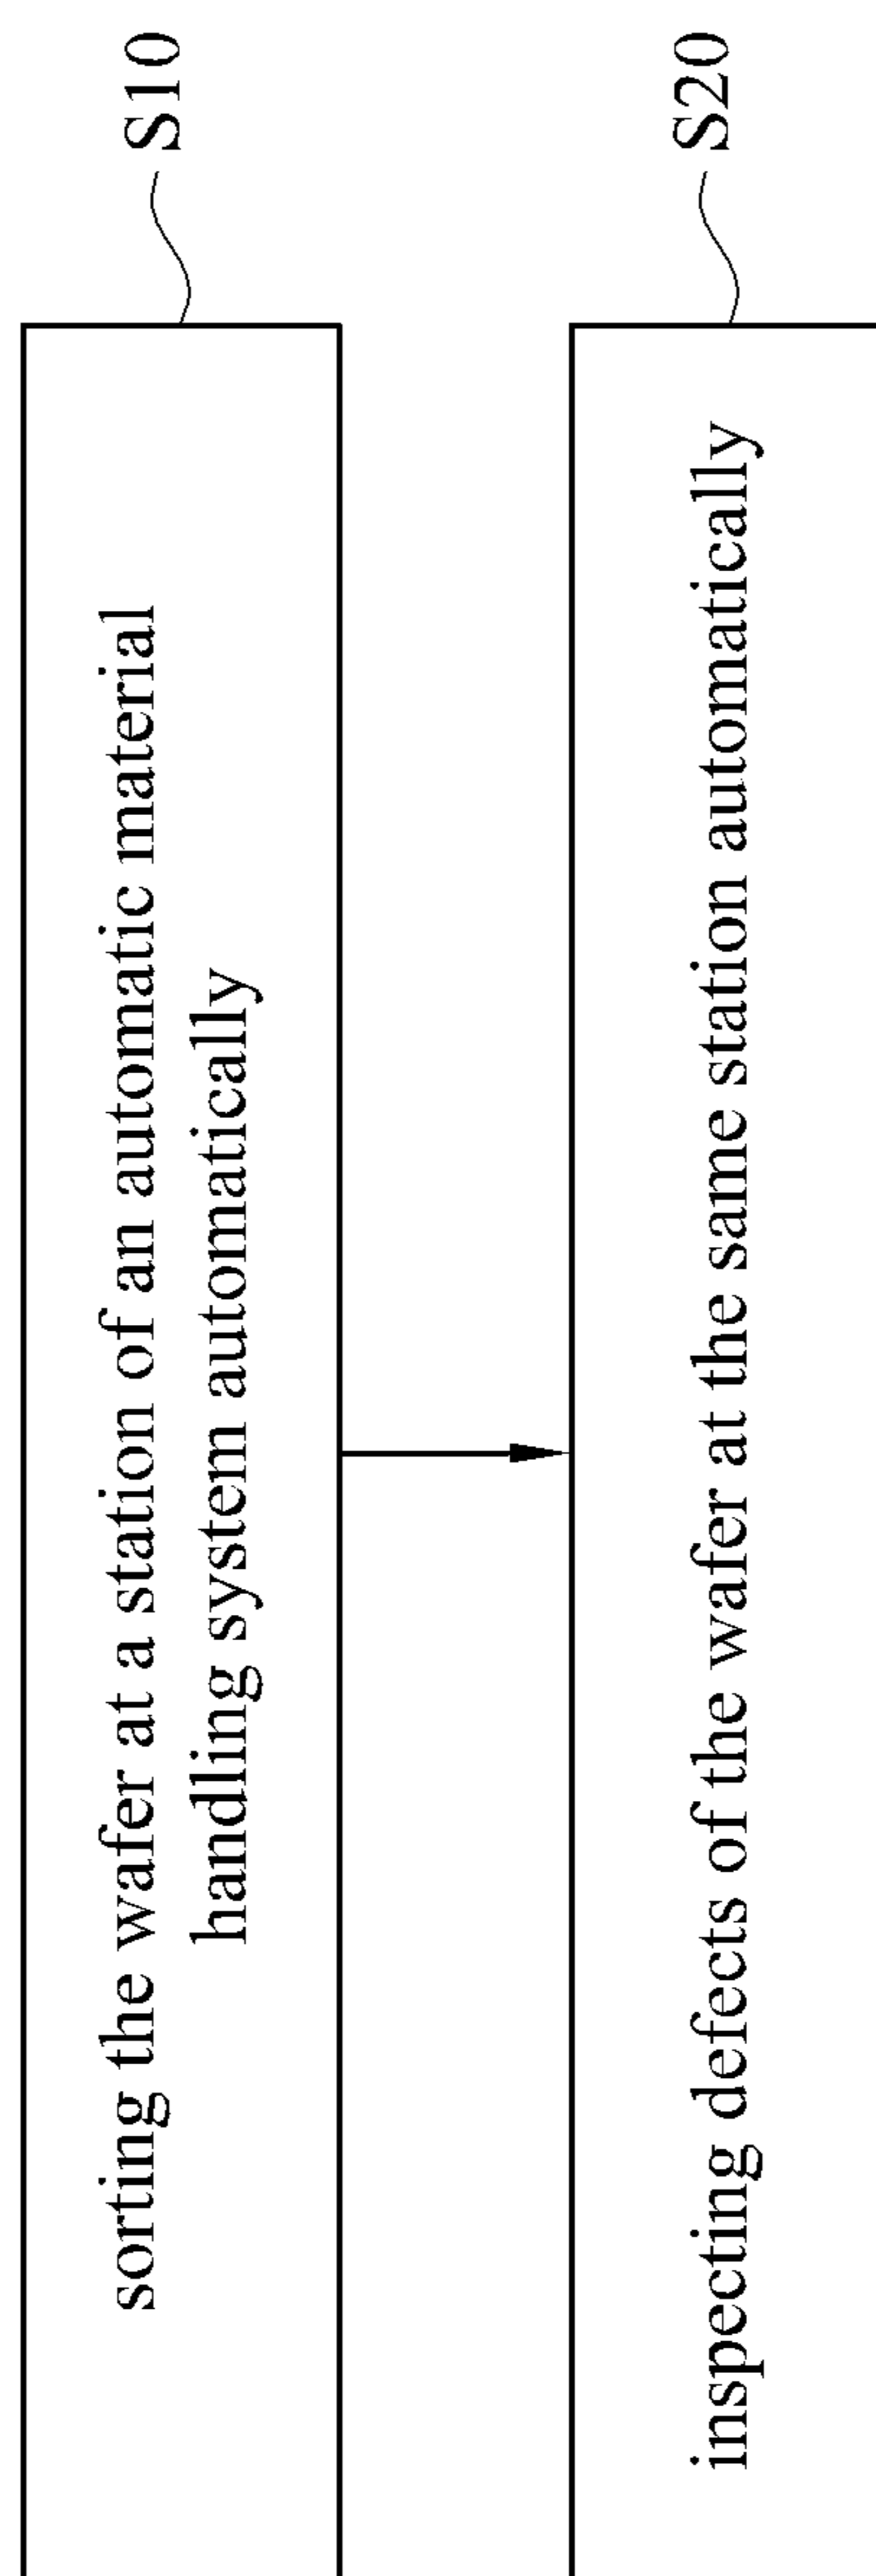 sorting the wafer at a station of an automatic material
handling system automatically
S10
inspecting defects of the wafer at the same station automatically
S20